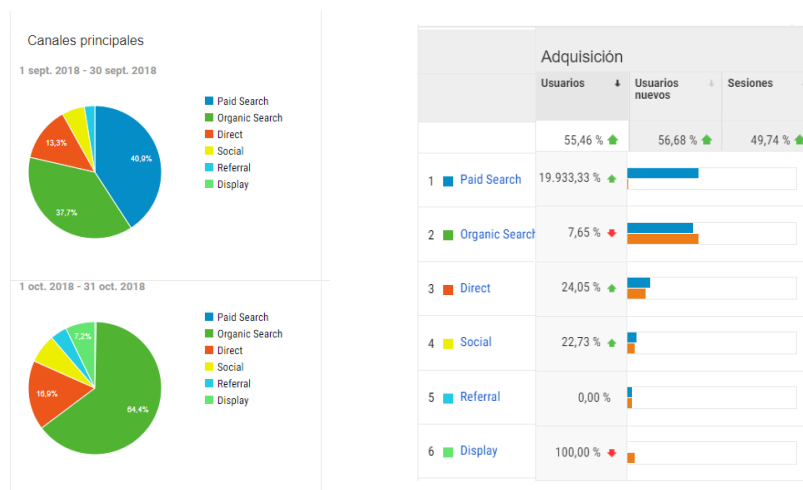 Canales principales
1 sept. 2018 - 30 sept. 2018
Paid Search
Organic Search
Direct
Social
Referral
Display
40,9%
37,7%
13,3%
1 oct. 2018 - 31 oct. 2018
Paid Search
Organic Search
Direct
Social
Referral
Display
7,2%
16,9%
64,4%
Adquisición
Usuarios
Usuarios nuevos
Sesiones
55,46 %
56,68 %
49,74 %
1 Paid Search 19.933,33 %
2 Organic Search 7,65 %
3 Direct 24,05 %
4 Social 22,73 %
5 Referral 0,00 %
6 Display 100,00 %